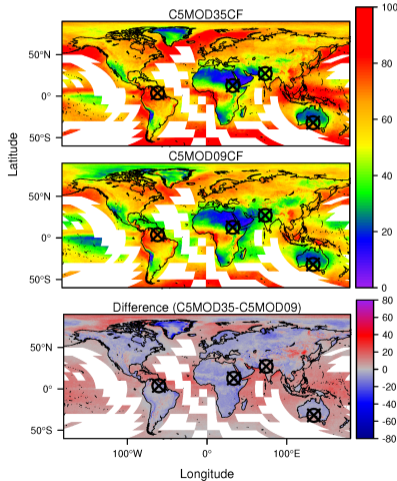 C5MOD35CF
50°N
0°
50°S
100
80
60
40
20
0
Latitude
C5MOD09CF
50°N
0°
50°S
Difference (C5MOD35-C5MOD09)
50°N
0°
50°S
80
60
40
20
0
-20
-40
-60
-80
100°W
0°
100°E
Longitude